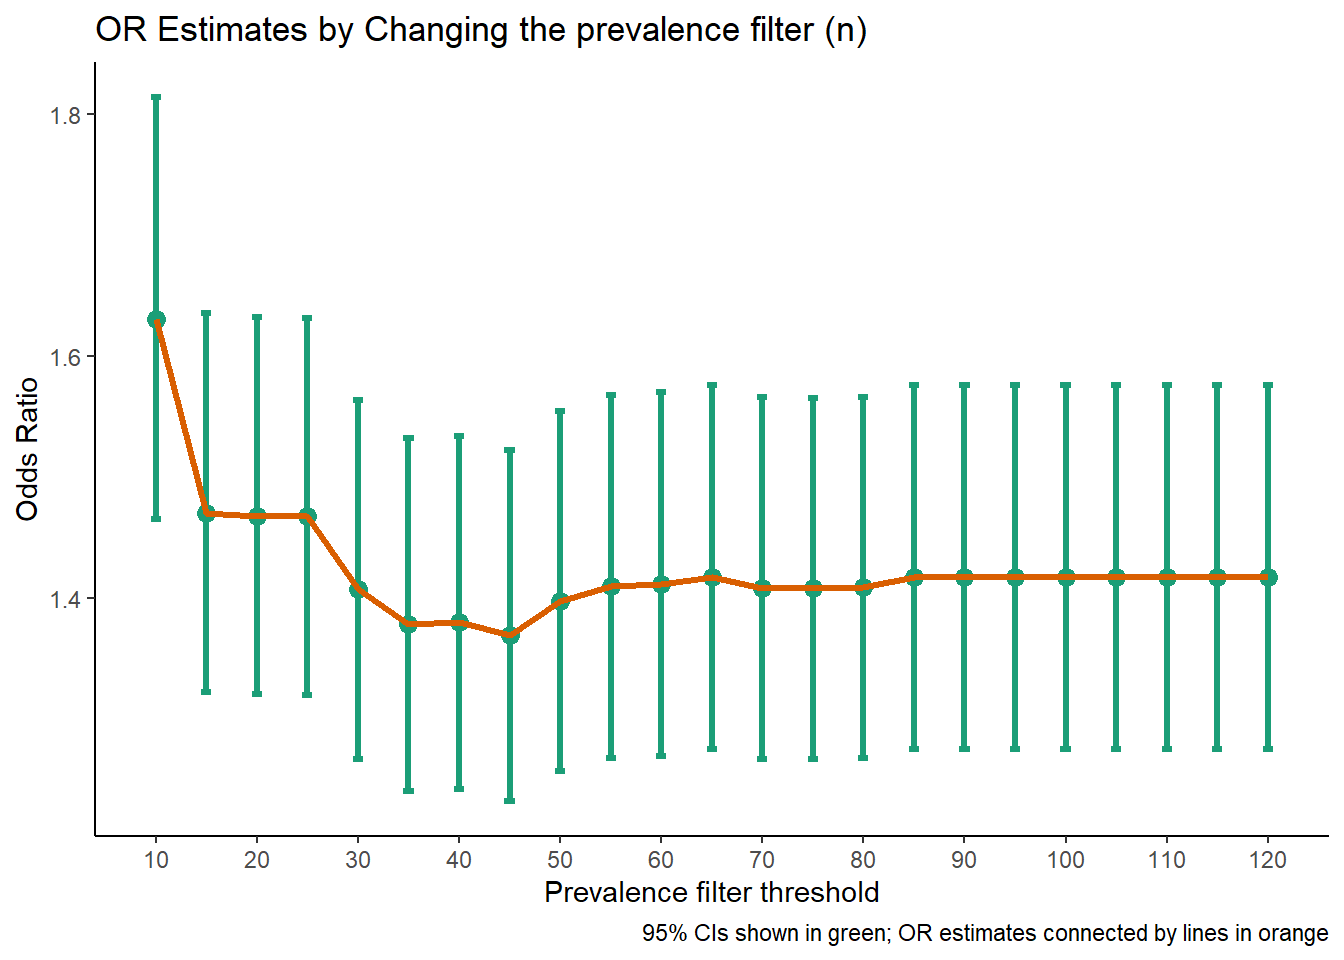 OR Estimates by Changing the prevalence filter (n)
Odds Ratio
1.8
1.6
1.4
10 20 30 40 50 60 70 80 90 100 110 120
Prevalence filter threshold
95% CIs shown in green; OR estimates connected by lines in orange